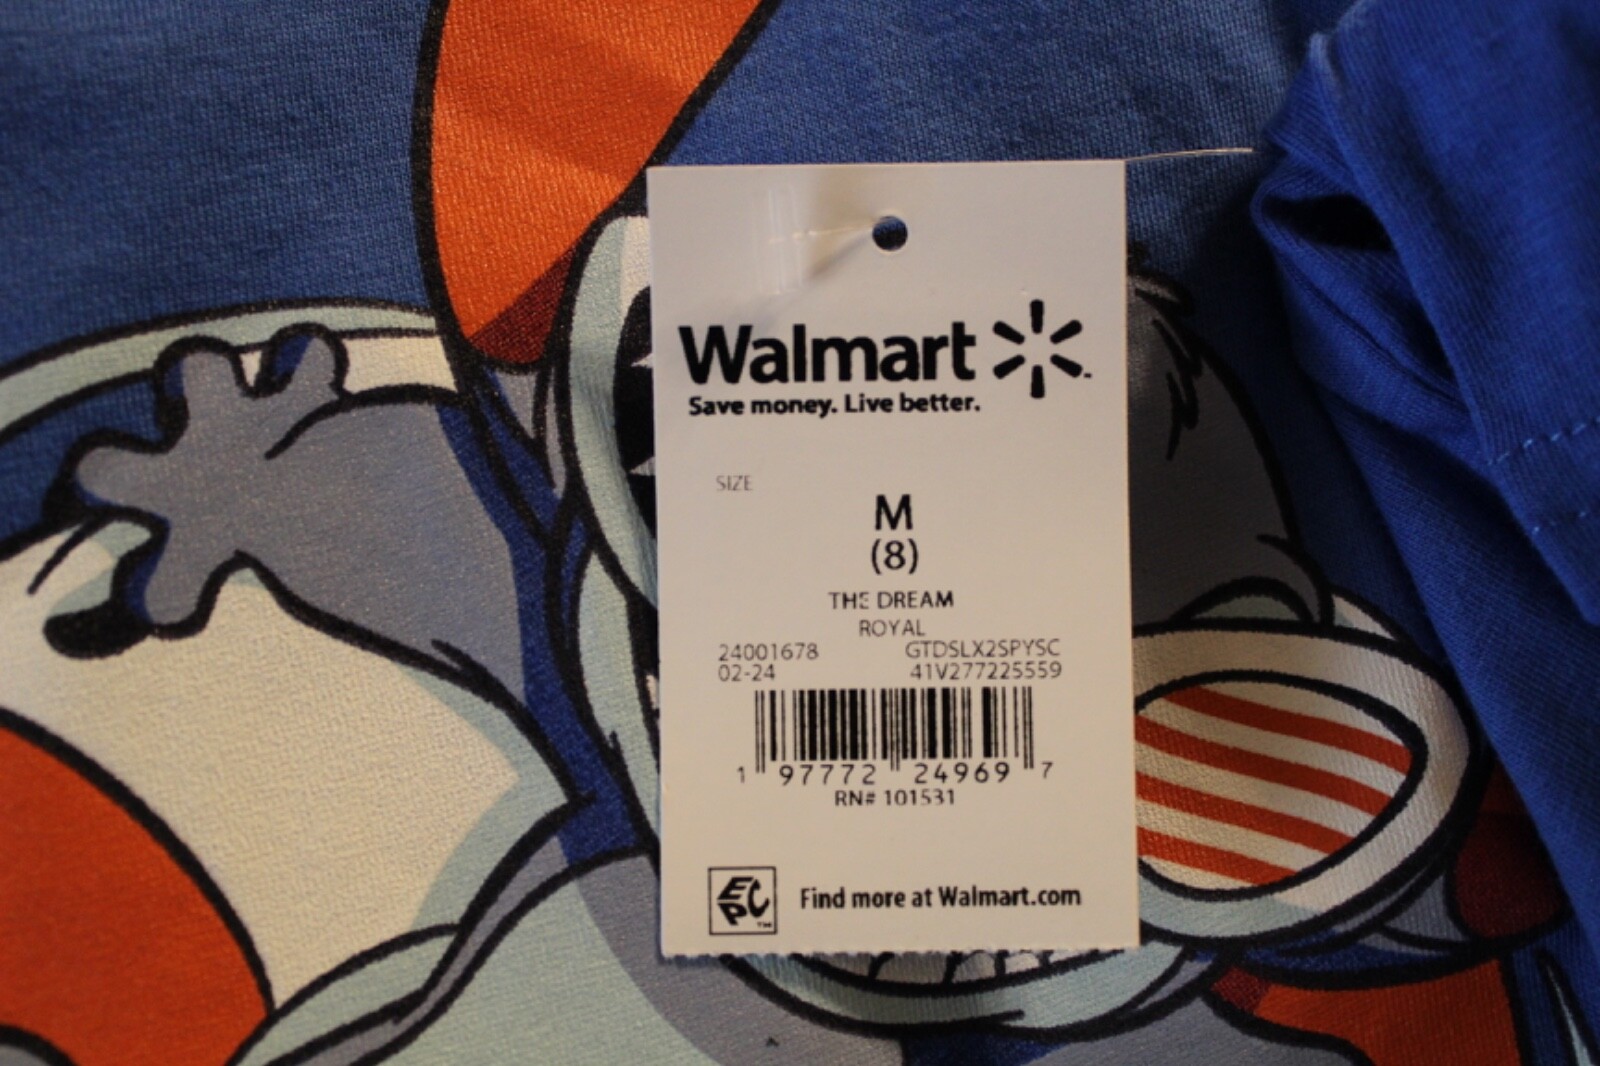 Walmart
Save money. Live better.
SIZE
M
(8)
THE DREAM
ROYAL
24001678 GTDSLX2SPYSC
02-24 41V277225559
1 97772 24969 7
RN# 101531
EPC™ Find more at Walmart.com